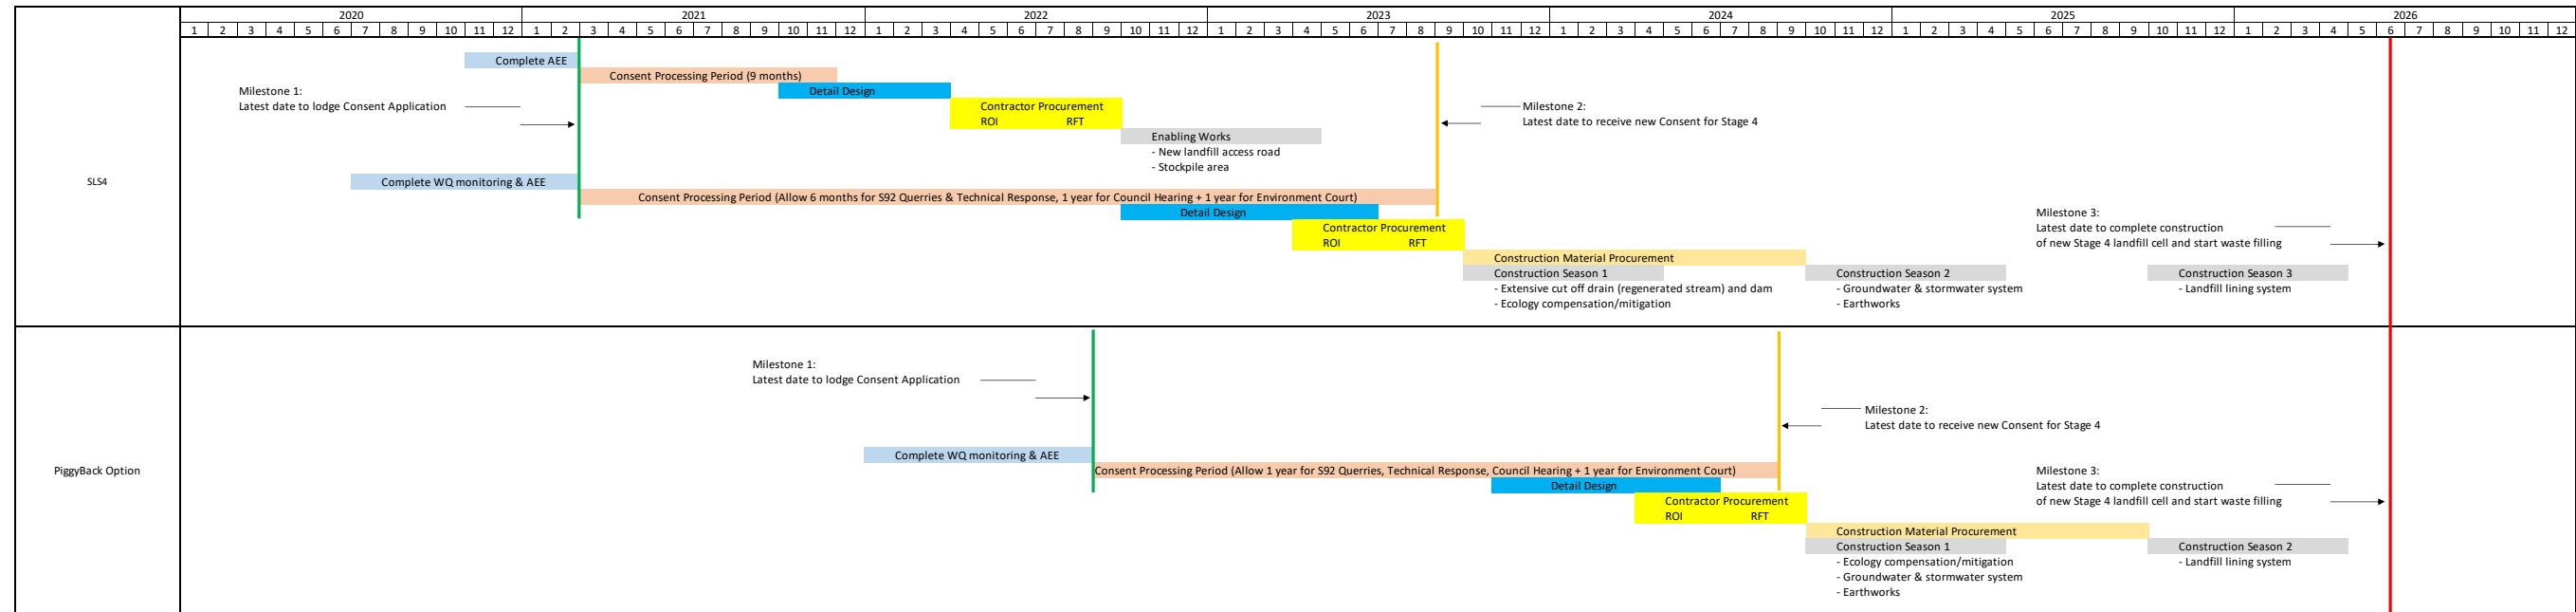 2020 2021 2022 2023 2024 2025 2026
1 2 3 4 5 6 7 8 9 10 11 12 1 2 3 4 5 6 7 8 9 10 11 12 1 2 3 4 5 6 7 8 9 10 11 12 1 2 3 4 5 6 7 8 9 10 11 12 1 2 3 4 5 6 7 8 9 10 11 12 1 2 3 4 5 6 7 8 9 10 11 12 1 2 3 4 5 6 7 8 9 10 11 12
SLS4
Complete AEE
Consent Processing Period (9 months)
Milestone 1:
Latest date to lodge Consent Application
Detail Design
Contractor Procurement
ROI RFT
Enabling Works
- New landfill access road
- Stockpile area
Milestone 2:
Latest date to receive new Consent for Stage 4
Complete WQ monitoring & AEE
Consent Processing Period (Allow 6 months for S92 Querries & Technical Response, 1 year for Council Hearing + 1 year for Environment Court)
Detail Design
Contractor Procurement
ROI RFT
Milestone 3:
Latest date to complete construction
of new Stage 4 landfill cell and start waste filling
Construction Material Procurement
Construction Season 1
- Extensive cut off drain (regenerated stream) and dam
- Ecology compensation/mitigation
Construction Season 2
- Groundwater & stormwater system
- Earthworks
Construction Season 3
- Landfill lining system
PiggyBack Option
Milestone 1:
Latest date to lodge Consent Application
Milestone 2:
Latest date to receive new Consent for Stage 4
Complete WQ monitoring & AEE
Consent Processing Period (Allow 1 year for S92 Querries, Technical Response, Council Hearing + 1 year for Environment Court)
Detail Design
Contractor Procurement
ROI RFT
Milestone 3:
Latest date to complete construction
of new Stage 4 landfill cell and start waste filling
Construction Material Procurement
Construction Season 1
- Ecology compensation/mitigation
- Groundwater & stormwater system
- Earthworks
Construction Season 2
- Landfill lining system